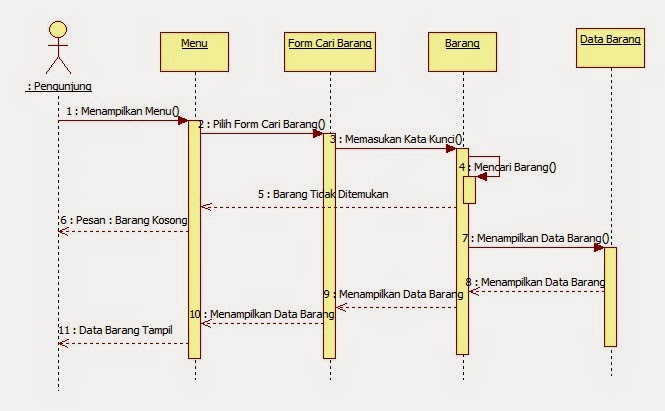 Menu
Form Cari Barang
Barang
Data Barang
: Pengunjung
1 : Menampilkan Menu()
2 : Pilih Form Cari Barang()
3 : Memasukan Kata Kunci()
4 : Mencari Barang()
5 : Barang Tidak Ditemukan
6 : Pesan : Barang Kosong
7 : Menampilkan Data Barang()
8 : Menampilkan Data Barang
9 : Menampilkan Data Barang
10 : Menampilkan Data Barang
11 : Data Barang Tampil